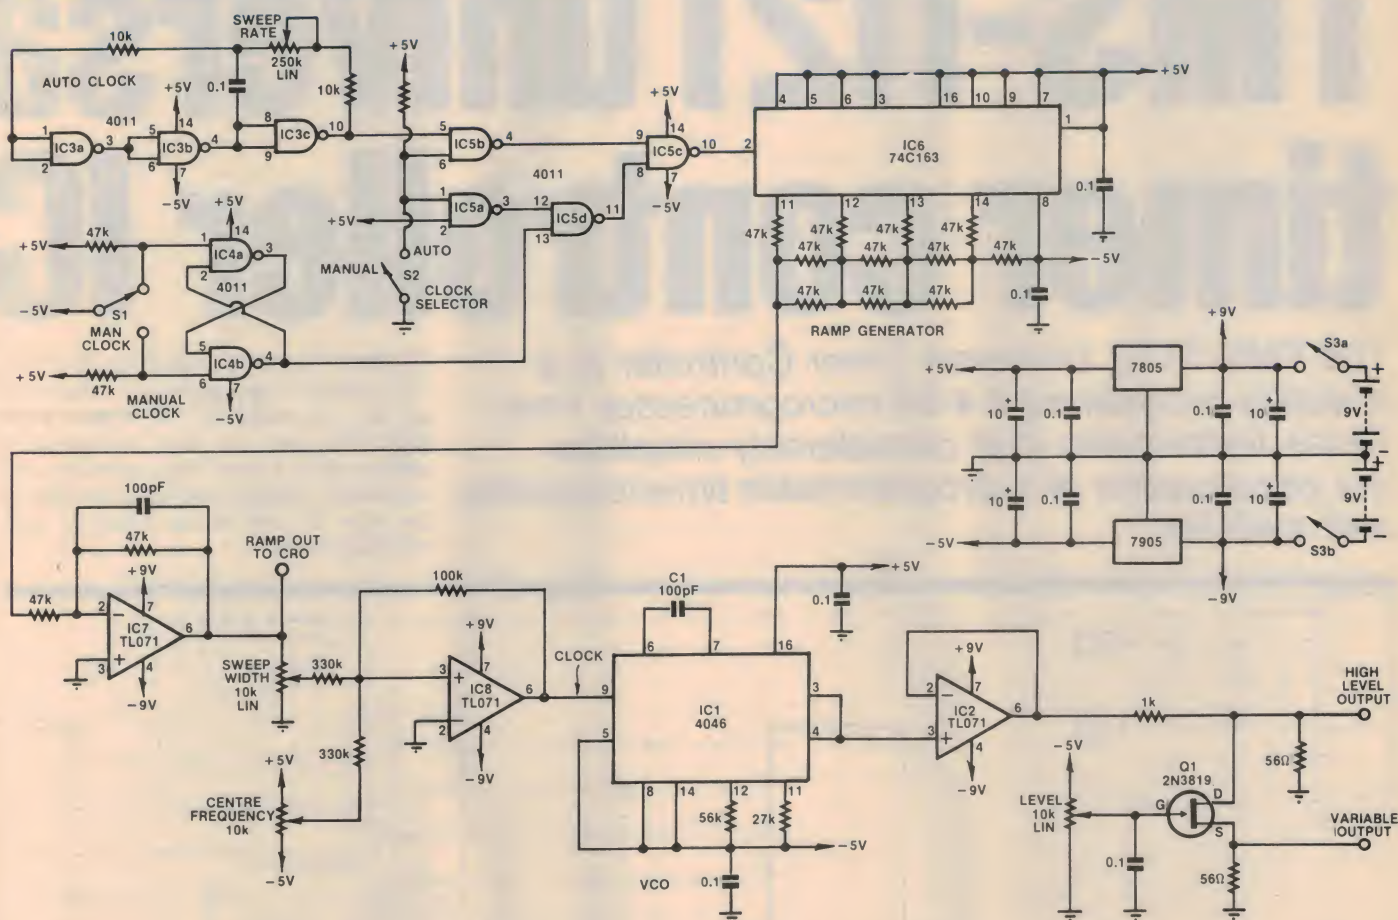 SWEEP
RATE
10k
250k
LIN
AUTO CLOCK
0.1
10k
+5V
4011
+5V
14
1
2
IC3a
3
5
6
IC3b
4
7
-5V
8
9
IC3c
10
+5V
5
6
IC5b
4
4011
1
2
IC5a
3
+5V
12
13
IC5d
11
+5V
14
9
8
IC5c
10
7
-5V
4 5 6 3 16 10 9 7
+5V
2
IC6
74C163
1
0.1
11 12 13 14 8
47k 47k 47k 47k
47k 47k 47k 47k
-5V
47k 47k 47k
0.1
RAMP GENERATOR
+5V
47k
-5V
S1
MAN
CLOCK
+5V
47k
MANUAL
CLOCK
+5V
14
1
2
IC4a
3
4011
5
6
IC4b
4
7
-5V
AUTO
MANUAL
S2
CLOCK
SELECTOR
+9V
S3a
+5V
7805
10 + 0.1 0.1 10 +
+
9V
-
+
10 + 0.1 0.1 10 +
9V
-
-5V
7905
S3b
-9V
100pF
47k
RAMP OUT
TO CRO
+9V
47k
2
7
IC7
TL071
6
3
4
-9V
SWEEP
WIDTH
10k
LIN
330k
330k
+5V
CENTRE
FREQUENCY
10k
-5V
100k
+9V
3
7
IC8
TL071
6
2
4
-9V
CLOCK
C1
100pF
6 7 16
+5V
0.1
9
5
IC1
4046
3
4
8 14 12 11
56k 27k
-5V
VCO
0.1
+9V
2
7
IC2
TL071
6
3
4
-9V
1k
HIGH
LEVEL
OUTPUT
56Ω
-5V
LEVEL
10k
LIN
0.1
Q1
2N3819
G
D
S
VARIABLE
OUTPUT
56Ω